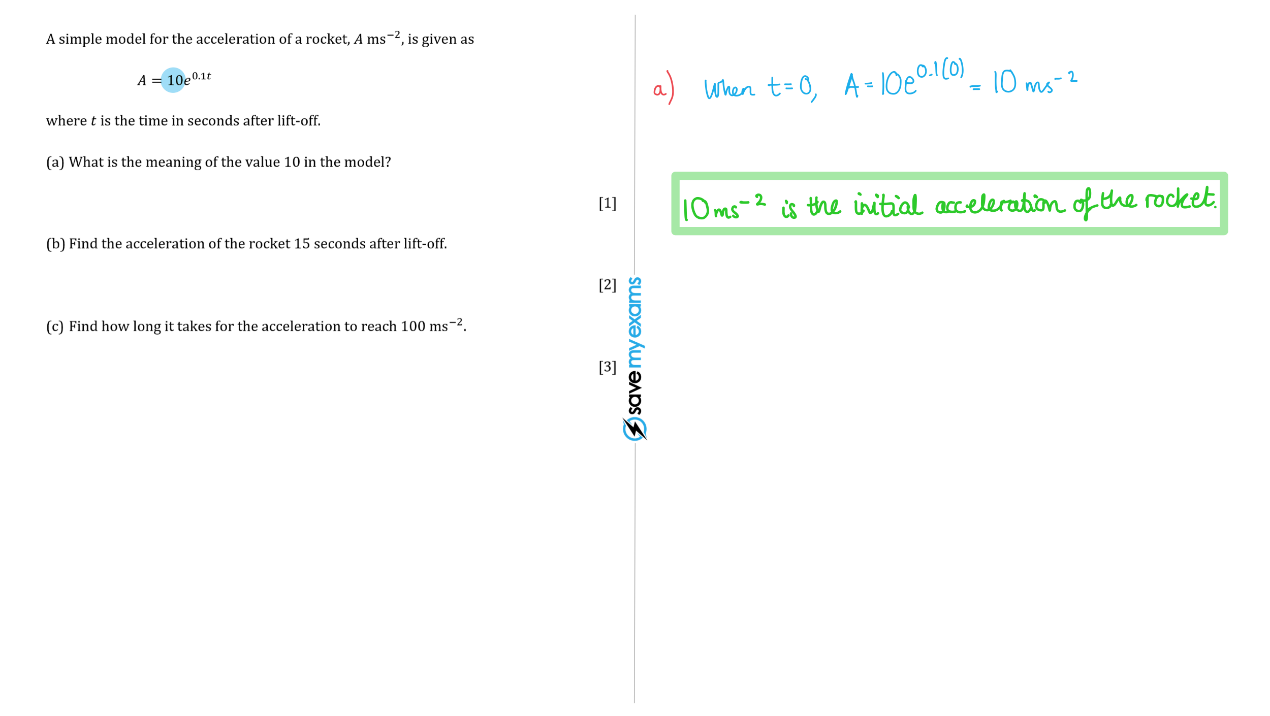 A simple model for the acceleration of a rocket, A ms⁻², is given as
A = 10e^{0.1t}
where t is the time in seconds after lift-off.
(a) What is the meaning of the value 10 in the model?
[1]
(b) Find the acceleration of the rocket 15 seconds after lift-off.
[2]
(c) Find how long it takes for the acceleration to reach 100 ms⁻².
[3]
save my exams
a) When t=0, A=10e^{0.1(0)} = 10 ms⁻²
10ms⁻² is the initial acceleration of the rocket.